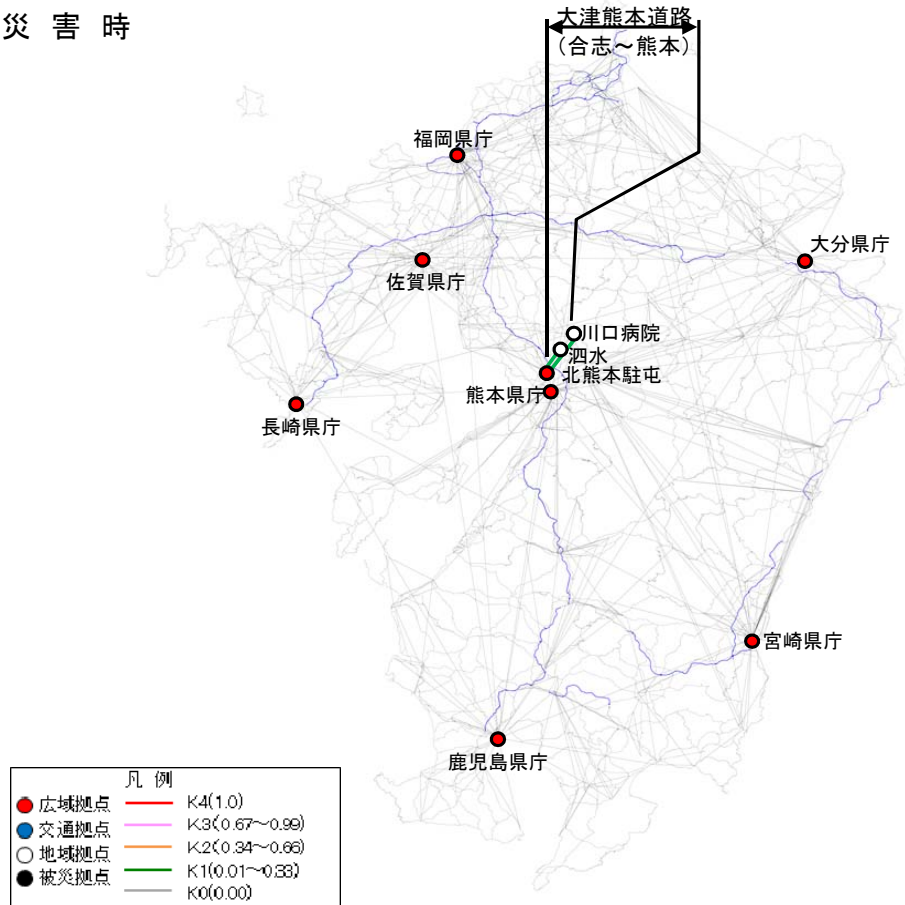 災害時
大津熊本道路
（合志～熊本）
福岡県庁
大分県庁
佐賀県庁
川口病院
泗水
北熊本駐屯
熊本県庁
長崎県庁
宮崎県庁
鹿児島県庁
凡 例
広域拠点
K4(1.0)
交通拠点
K3(0.67～0.99)
地域拠点
K2(0.34～0.66)
被災拠点
K1(0.01～0.33)
K0(0.00)